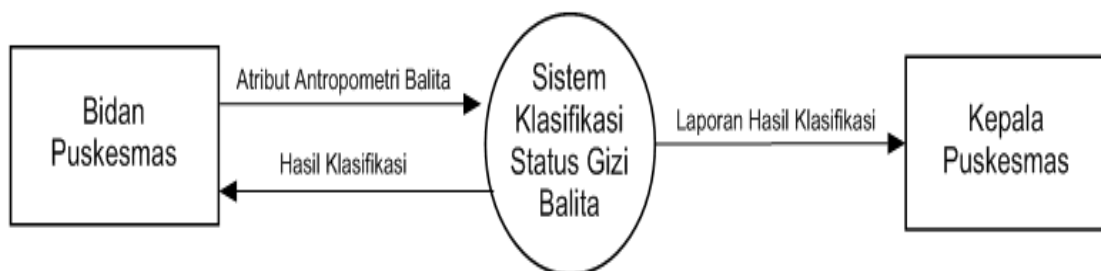 Bidan
Puskesmas
Atribut Antropometri Balita
Hasil Klasifikasi
Sistem
Klasifikasi
Status Gizi
Balita
Laporan Hasil Klasifikasi
Kepala
Puskesmas